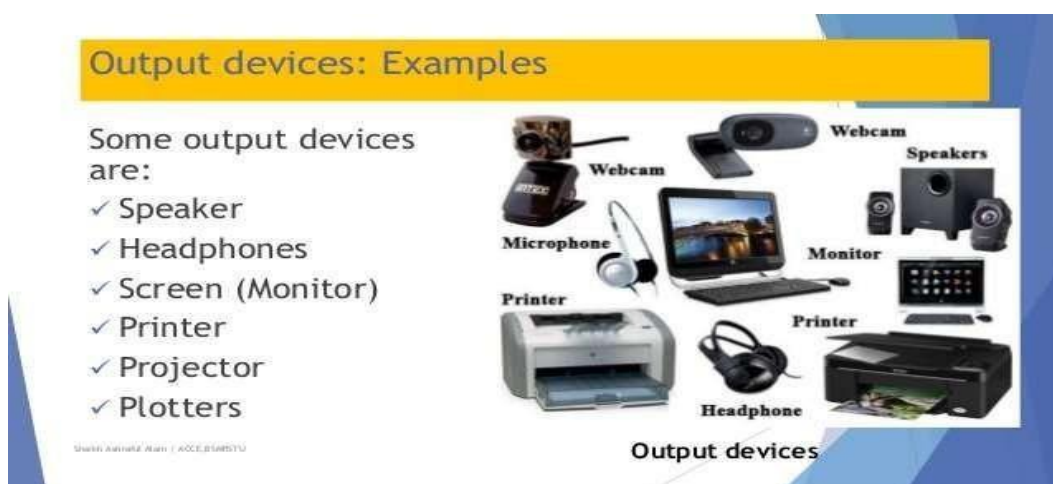 Output devices: Examples
Some output devices
are:
✓ Speaker
✓ Headphones
✓ Screen (Monitor)
✓ Printer
✓ Projector
✓ Plotters
Webcam
Webcam
Speakers
Microphone
Monitor
Printer
Printer
Headphone
Output devices